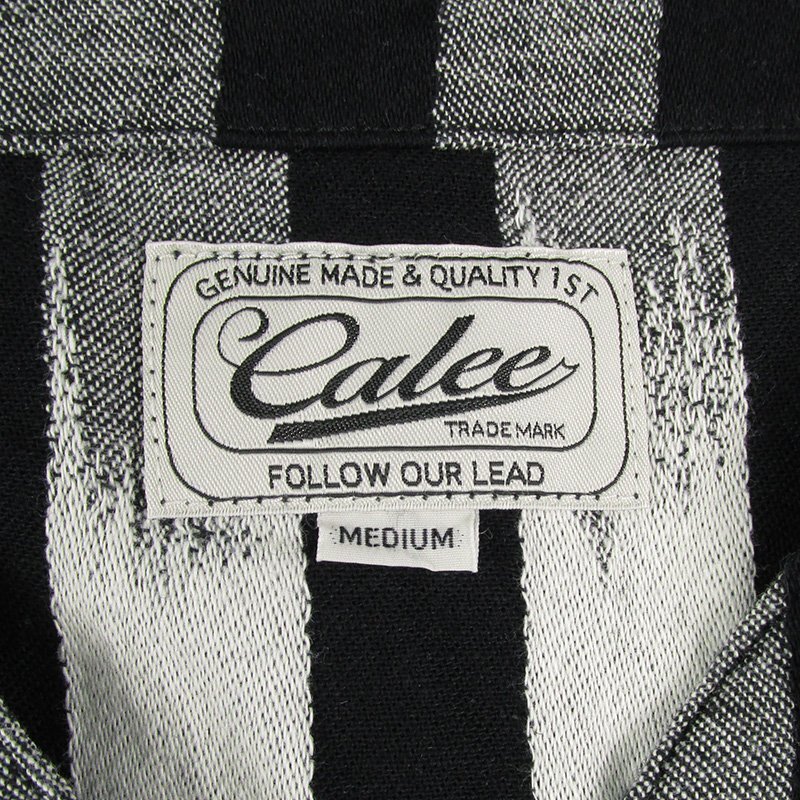 GENUINE MADE & QUALITY 1ST
Calee
TRADE MARK
FOLLOW OUR LEAD
MEDIUM